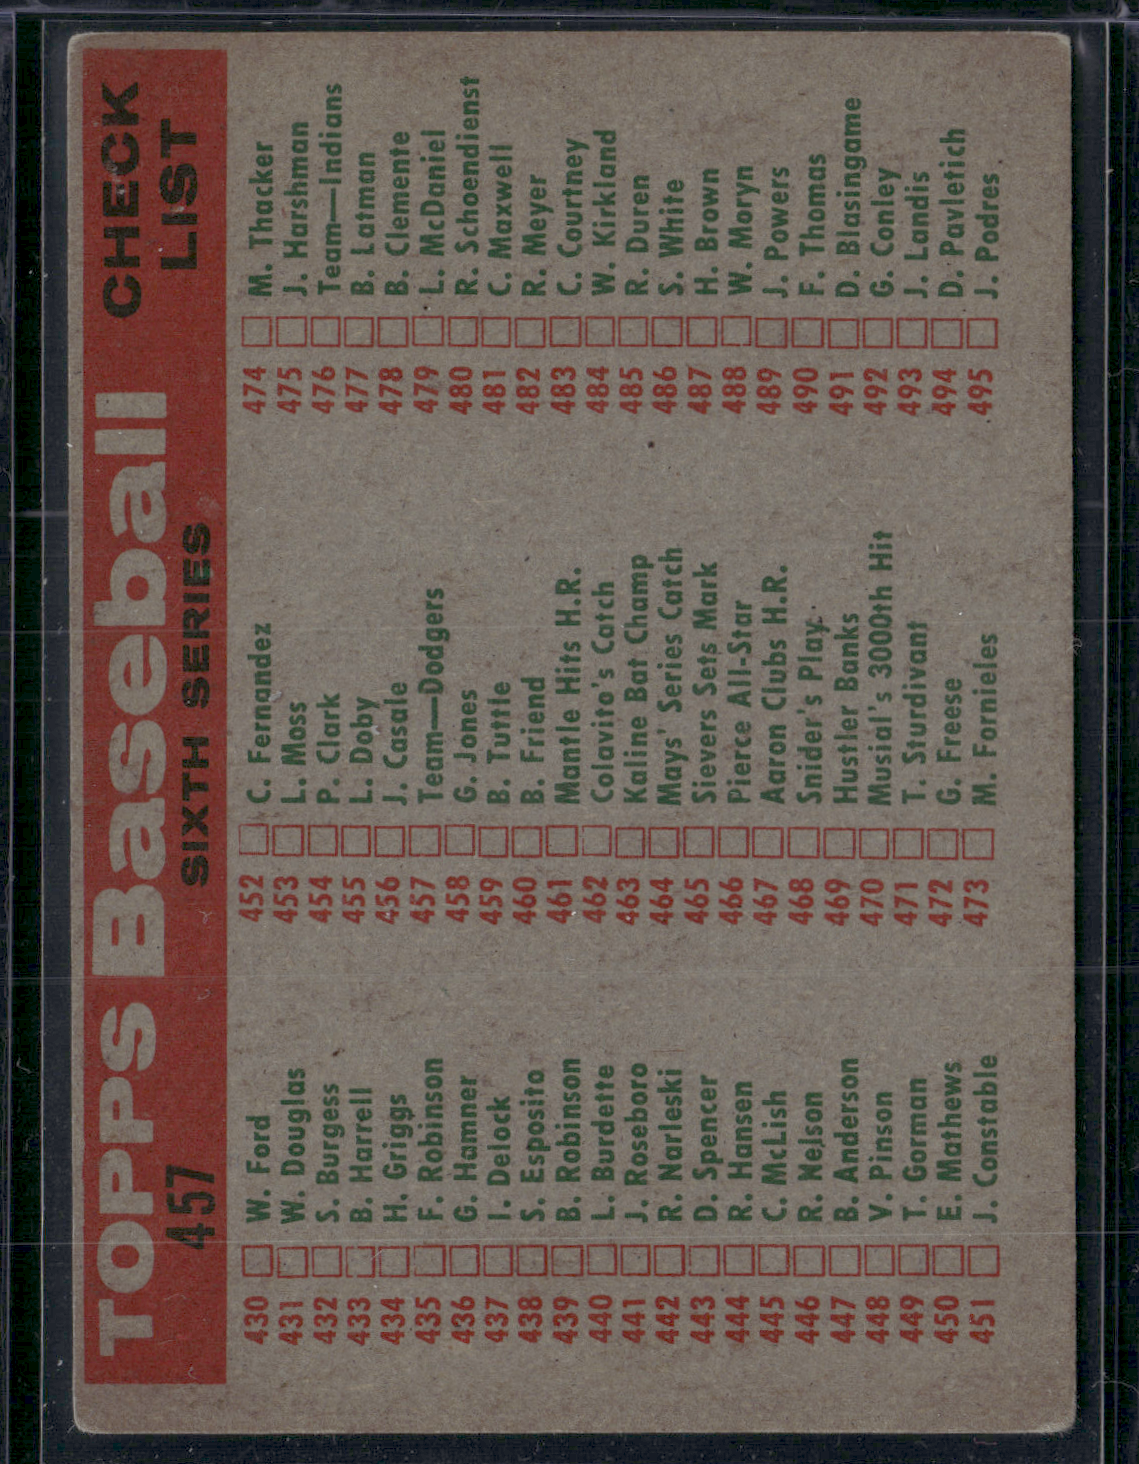 TOPPS Baseball CHECK LIST
457 SIXTH SERIES
430 W. Ford
431 W. Douglas
432 S. Burgess
433 B. Harrell
434 H. Griggs
435 F. Robinson
436 G. Hamner
437 I. Delock
438 S. Esposito
439 B. Robinson
440 L. Burdette
441 J. Roseboro
442 R. Narleski
443 D. Spencer
444 R. Hansen
445 C. McLish
446 R. Nelson
447 B. Anderson
448 V. Pinson
449 T. Gorman
450 E. Mathews
451 J. Constable
452 C. Fernandez
453 L. Moss
454 P. Clark
455 L. Doby
456 J. Casale
457 Team—Dodgers
458 G. Jones
459 B. Tuttle
460 B. Friend
461 Mantle Hits H.R.
462 Colavito's Catch
463 Kaline Bat Champ
464 Mays' Series Catch
465 Sievers Sets Mark
466 Pierce All-Star
467 Aaron Clubs H.R.
468 Snider's Play
469 Hustler Banks
470 Musial's 3000th Hit
471 T. Sturdivant
472 G. Freese
473 M. Fornieles
474 M. Thacker
475 J. Harshman
476 Team—Indians
477 B. Latman
478 B. Clemente
479 L. McDaniel
480 R. Schoendienst
481 C. Maxwell
482 R. Meyer
483 C. Courtney
484 W. Kirkland
485 R. Duren
486 S. White
487 H. Brown
488 W. Moryn
489 J. Powers
490 F. Thomas
491 D. Blasingame
492 G. Conley
493 J. Landis
494 D. Pavletich
495 J. Podres